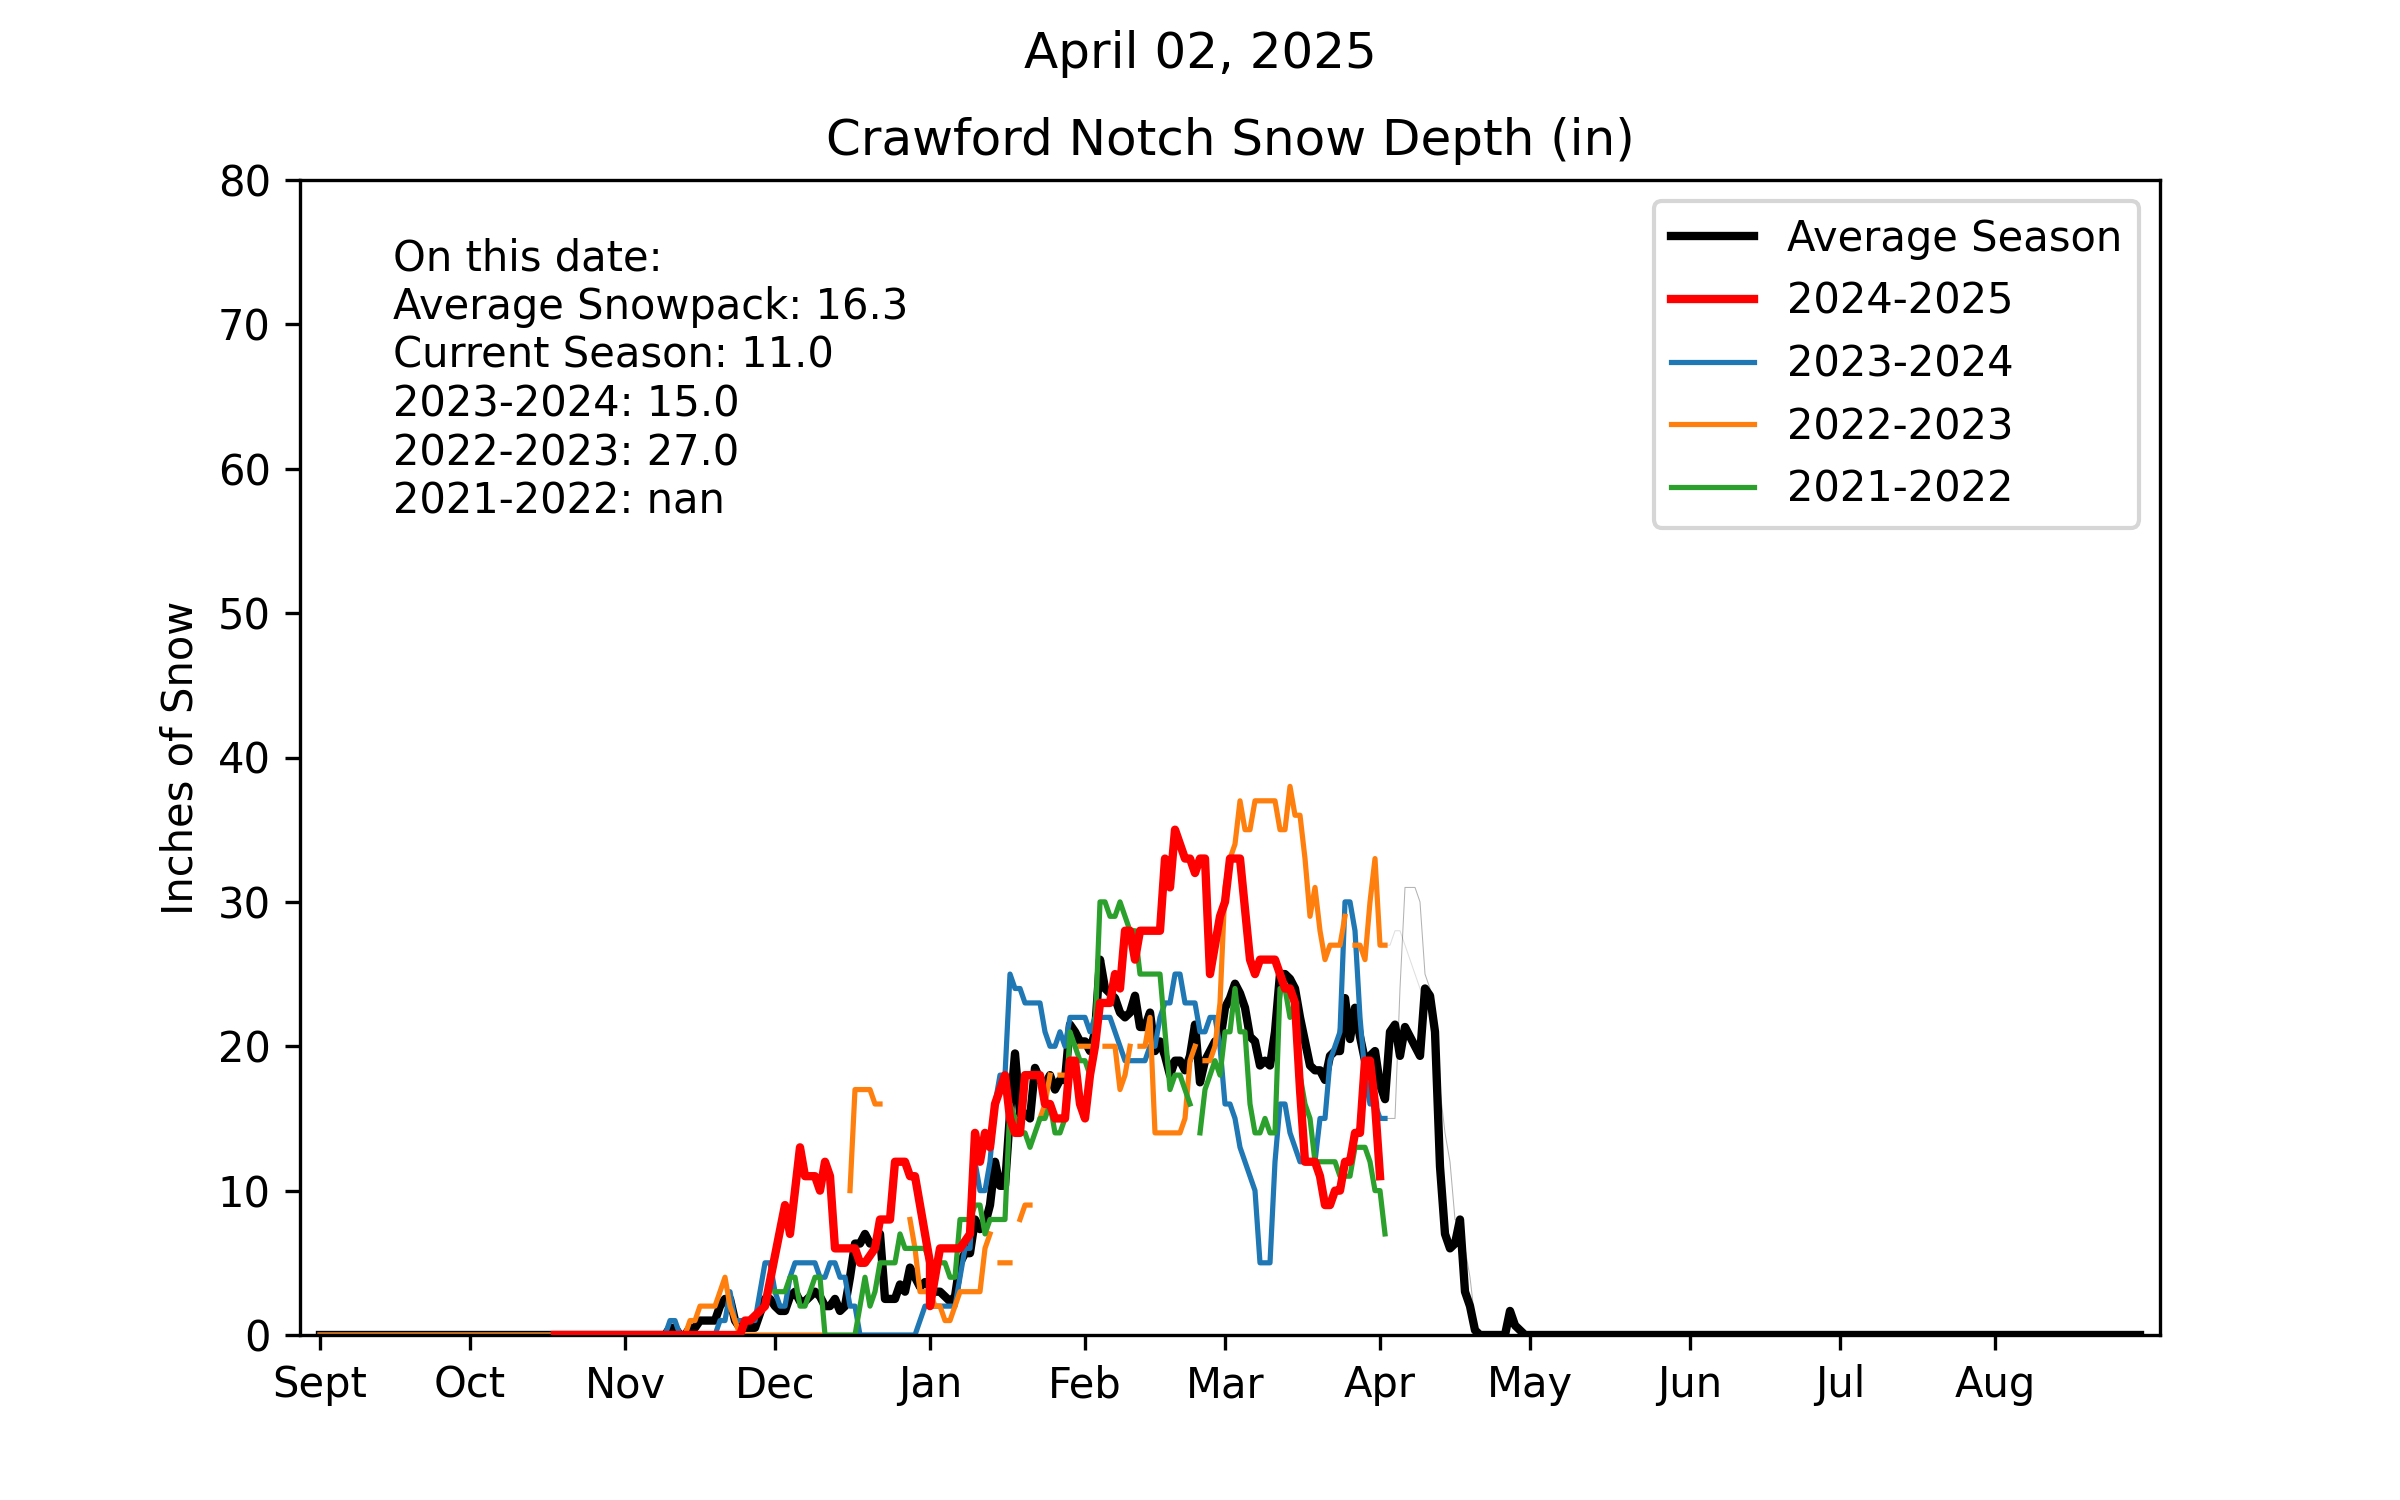 April 02, 2025
Crawford Notch Snow Depth (in)
80
70
60
50
40
30
20
10
0
Inches of Snow
On this date:
Average Snowpack: 16.3
Current Season: 11.0
2023-2024: 15.0
2022-2023: 27.0
2021-2022: nan
Average Season
2024-2025
2023-2024
2022-2023
2021-2022
Sept Oct Nov Dec Jan Feb Mar Apr May Jun Jul Aug